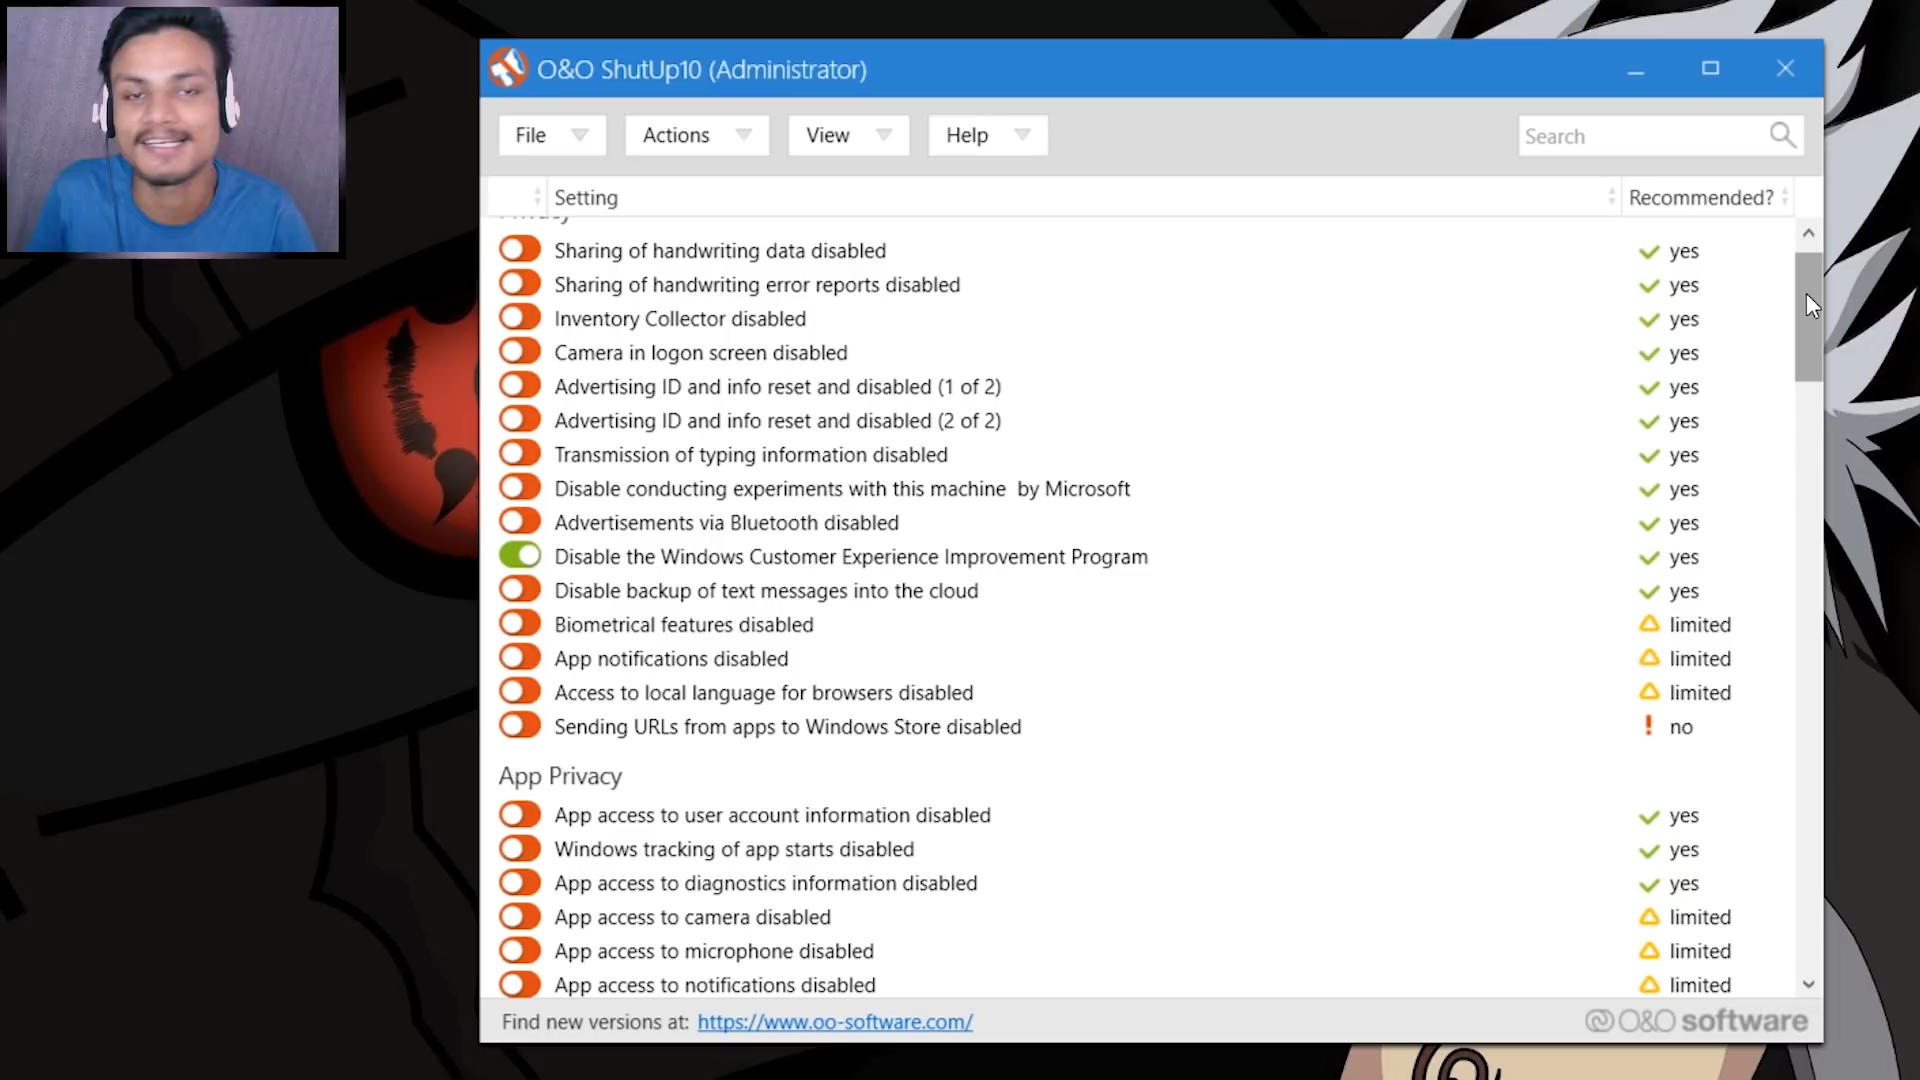 O&O ShutUp10 (Administrator)
File Actions View Help Search
Setting Recommended?
Privacy
Sharing of handwriting data disabled yes
Sharing of handwriting error reports disabled yes
Inventory Collector disabled yes
Camera in logon screen disabled yes
Advertising ID and info reset and disabled (1 of 2) yes
Advertising ID and info reset and disabled (2 of 2) yes
Transmission of typing information disabled yes
Disable conducting experiments with this machine  by Microsoft yes
Advertisements via Bluetooth disabled yes
Disable the Windows Customer Experience Improvement Program yes
Disable backup of text messages into the cloud yes
Biometrical features disabled limited
App notifications disabled limited
Access to local language for browsers disabled limited
Sending URLs from apps to Windows Store disabled ! no
App Privacy
App access to user account information disabled yes
Windows tracking of app starts disabled yes
App access to diagnostics information disabled yes
App access to camera disabled limited
App access to microphone disabled limited
App access to notifications disabled limited
Find new versions at: https://www.oo-software.com/ O&O software